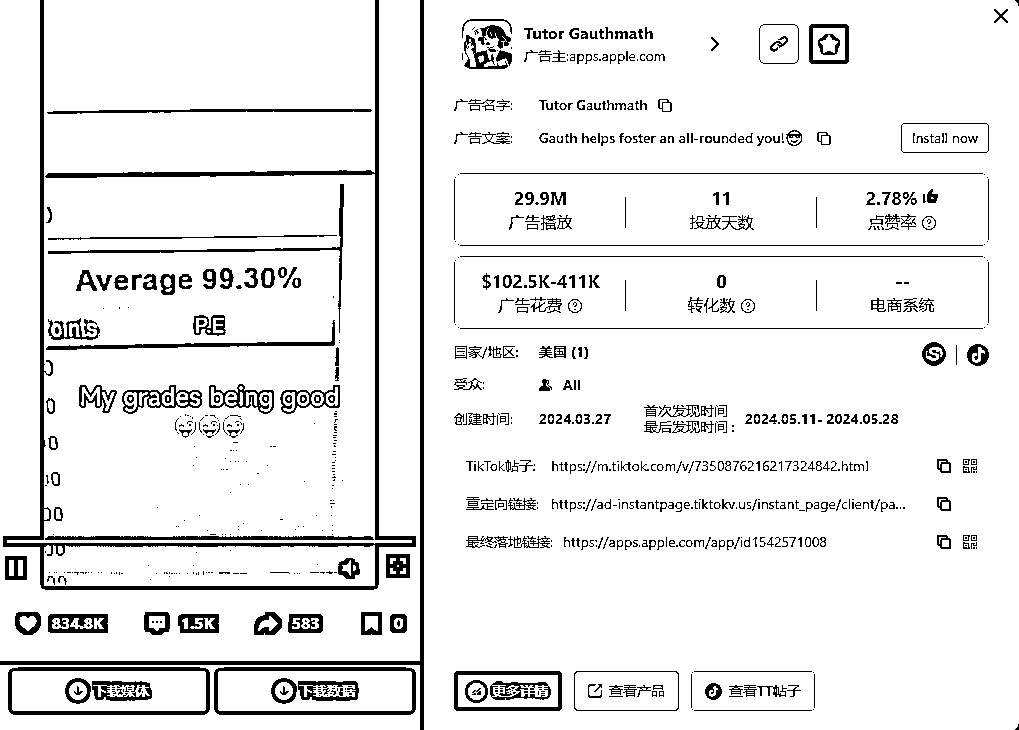 Average 99.30%
P.E
My grades being good
😜😜😜
834.8K
1.5K
583
0
下载媒体
下载数据
Tutor Gauthmath
广告主:apps.apple.com
广告名字: Tutor Gauthmath
广告文案: Gauth helps foster an all-rounded you!😎
Install now
29.9M
广告播放
11
投放天数
2.78%
点赞率
$102.5K-411K
广告花费
0
转化数
--
电商系统
国家/地区: 美国 (1)
受众: All
创建时间: 2024.03.27
首次发现时间
最后发现时间: 2024.05.11- 2024.05.28
TikTok帖子: https://m.tiktok.com/v/7350876216217324842.html
重定向链接: https://ad-instantpage.tiktokv.us/instant_page/client/pa...
最终落地链接: https://apps.apple.com/app/id1542571008
更多详情
查看产品
查看TT帖子